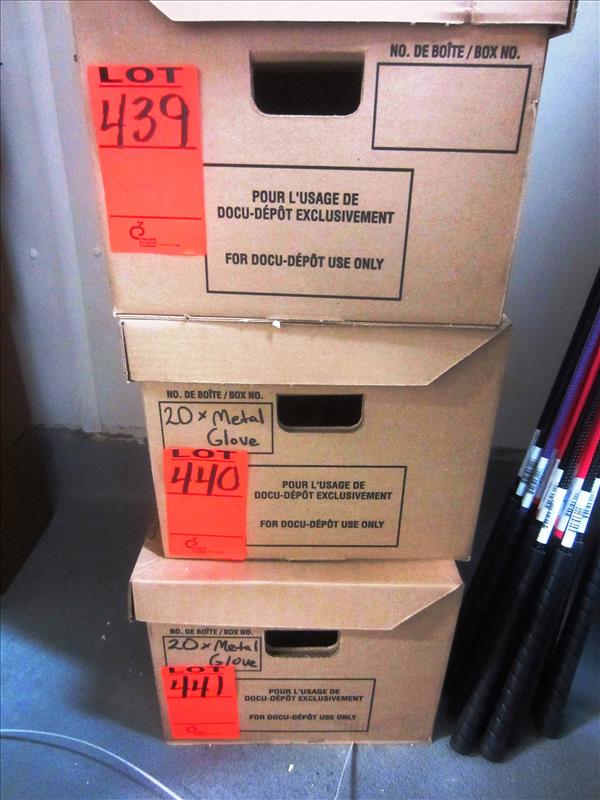 LOT
439
NO. DE BOÎTE / BOX NO.
POUR L'USAGE DE
DOCU-DÉPÔT EXCLUSIVEMENT
FOR DOCU-DÉPÔT USE ONLY
NO. DE BOÎTE / BOX NO.
20 x Metal
Glove
LOT
440
POUR L'USAGE DE
DOCU-DÉPÔT EXCLUSIVEMENT
FOR DOCU-DÉPÔT USE ONLY
NO. DE BOÎTE / BOX NO.
20 x Metal
Glove
LOT
441
POUR L'USAGE DE
DOCU-DÉPÔT EXCLUSIVEMENT
FOR DOCU-DÉPÔT USE ONLY